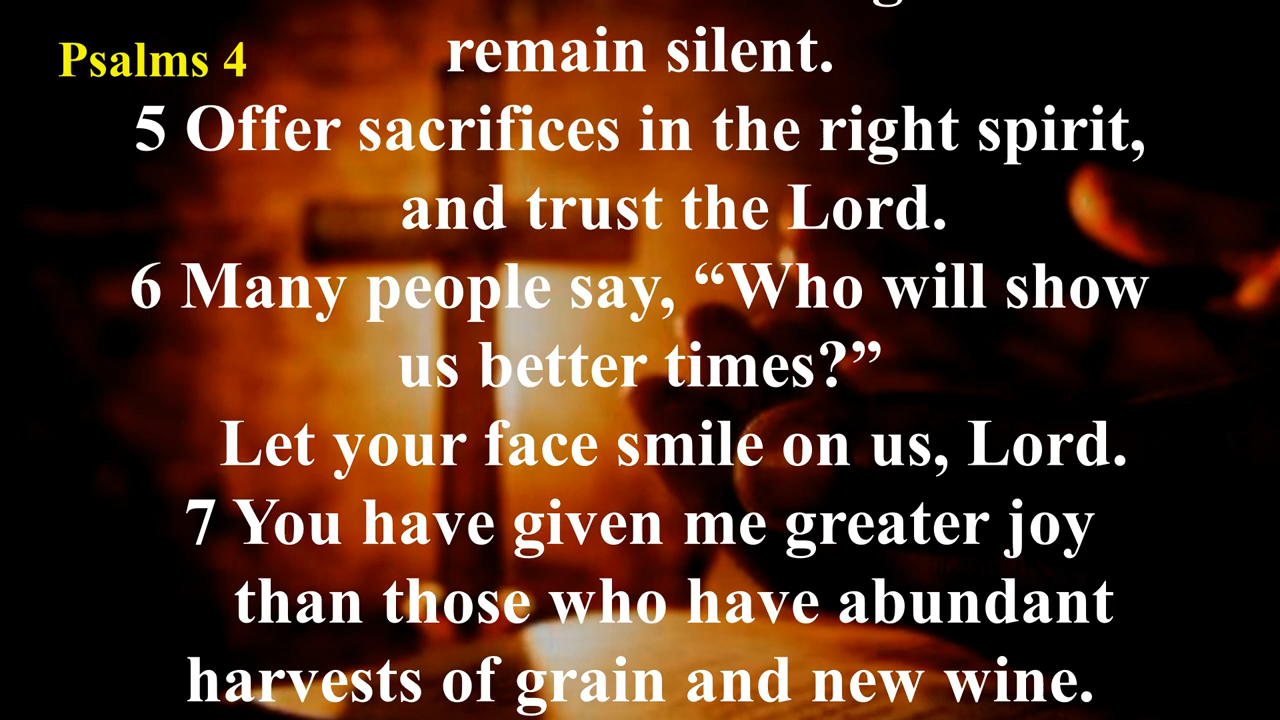 Psalms 4
remain silent.
5 Offer sacrifices in the right spirit,
and trust the Lord.
6 Many people say, “Who will show
us better times?”
Let your face smile on us, Lord.
7 You have given me greater joy
than those who have abundant
harvests of grain and new wine.